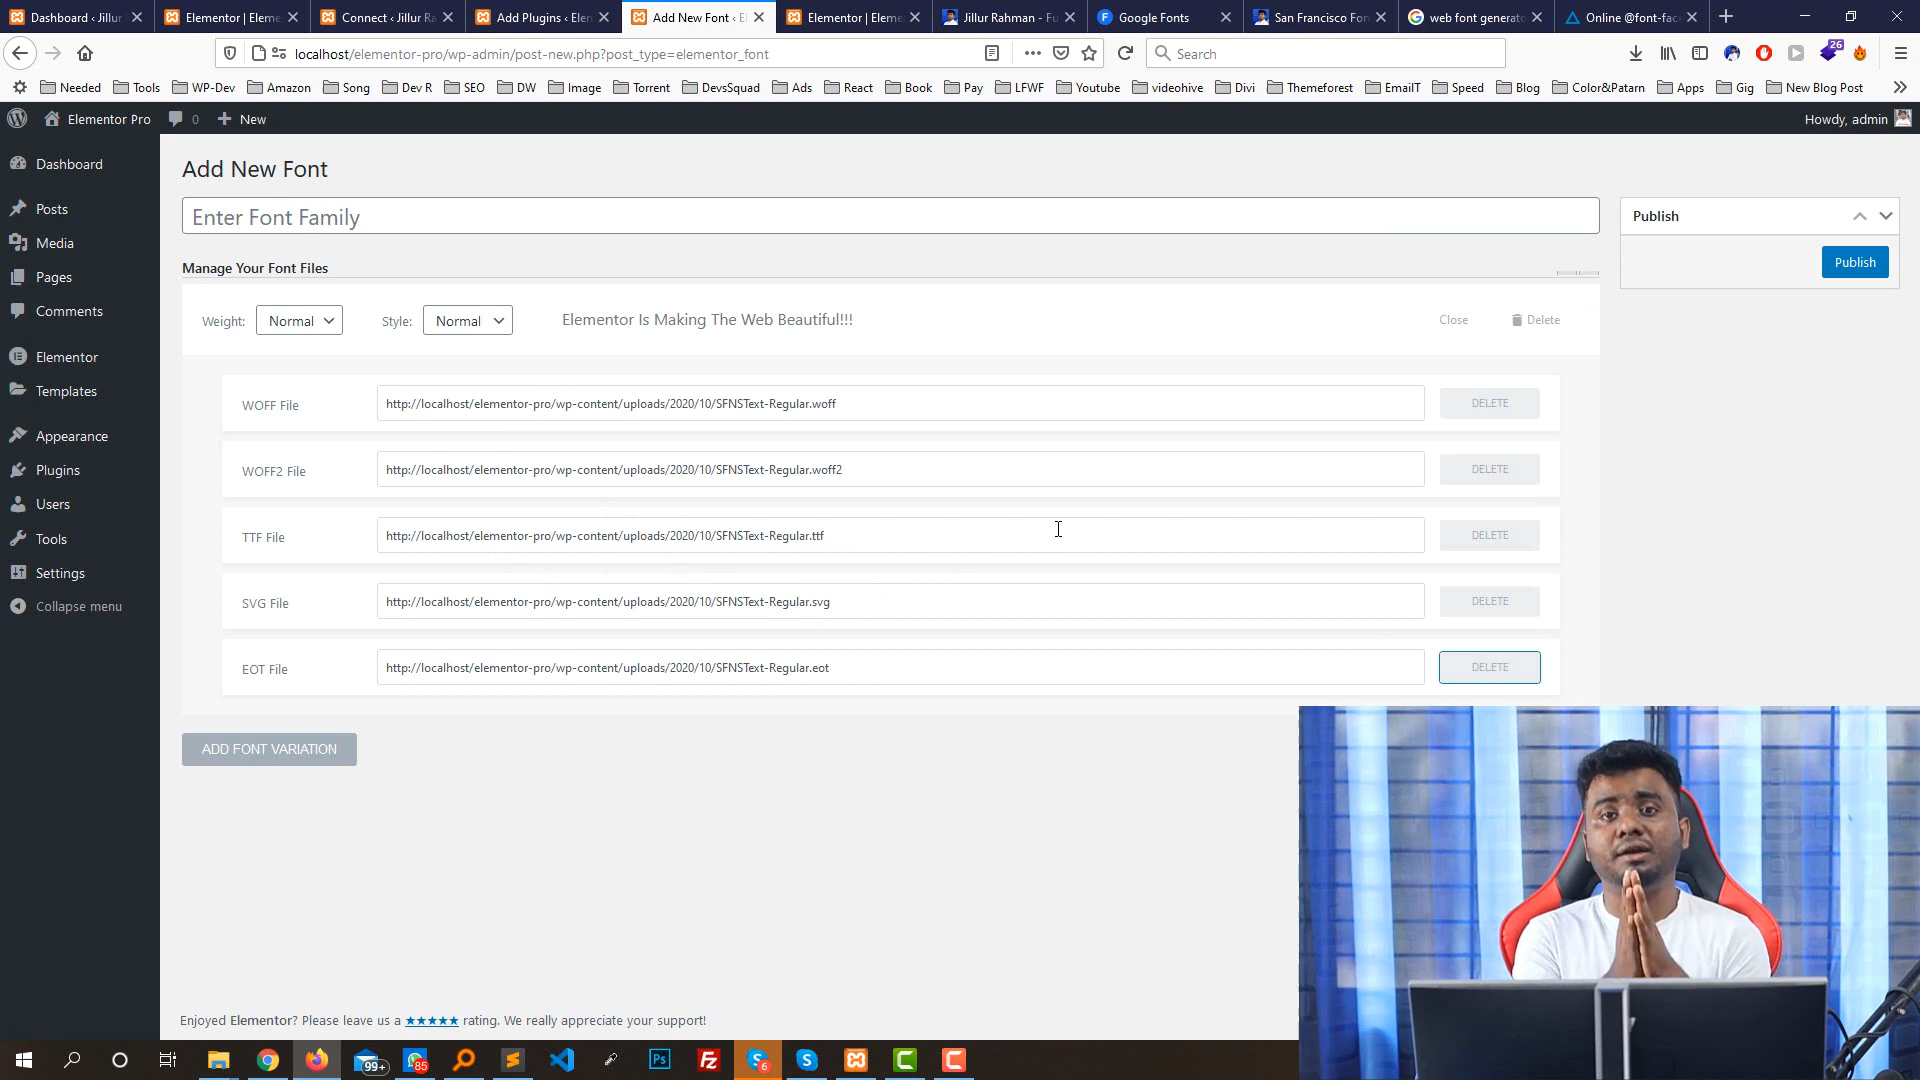 Dashboard ‹ Jillur
Elementor | Eleme
Connect ‹ Jillur Ra
Add Plugins ‹ Elem
Add New Font ‹ E
Elementor | Eleme
Jillur Rahman - Fu
Google Fonts
San Francisco Fon
web font generato
Online @font-fac
localhost/elementor-pro/wp-admin/post-new.php?post_type=elementor_font
Search
26
Needed
Tools
WP-Dev
Amazon
Song
Dev R
SEO
DW
Image
Torrent
DevsSquad
Ads
React
Book
Pay
LFWF
Youtube
videohive
Divi
Themeforest
EmailT
Speed
Blog
Color&Patarn
Apps
Gig
New Blog Post
Elementor Pro
0
New
Howdy, admin
Dashboard
Posts
Media
Pages
Comments
Elementor
Templates
Appearance
Plugins
Users
Tools
Settings
Collapse menu
Add New Font
Enter Font Family
Publish
Publish
Manage Your Font Files
Weight: Normal
Style: Normal
Elementor Is Making The Web Beautiful!!!
Close
Delete
WOFF File
http://localhost/elementor-pro/wp-content/uploads/2020/10/SFNSText-Regular.woff
DELETE
WOFF2 File
http://localhost/elementor-pro/wp-content/uploads/2020/10/SFNSText-Regular.woff2
DELETE
TTF File
http://localhost/elementor-pro/wp-content/uploads/2020/10/SFNSText-Regular.ttf
DELETE
SVG File
http://localhost/elementor-pro/wp-content/uploads/2020/10/SFNSText-Regular.svg
DELETE
EOT File
http://localhost/elementor-pro/wp-content/uploads/2020/10/SFNSText-Regular.eot
DELETE
ADD FONT VARIATION
Enjoyed Elementor? Please leave us a ★★★★★ rating. We really appreciate your support!
99+
85
Ps
6